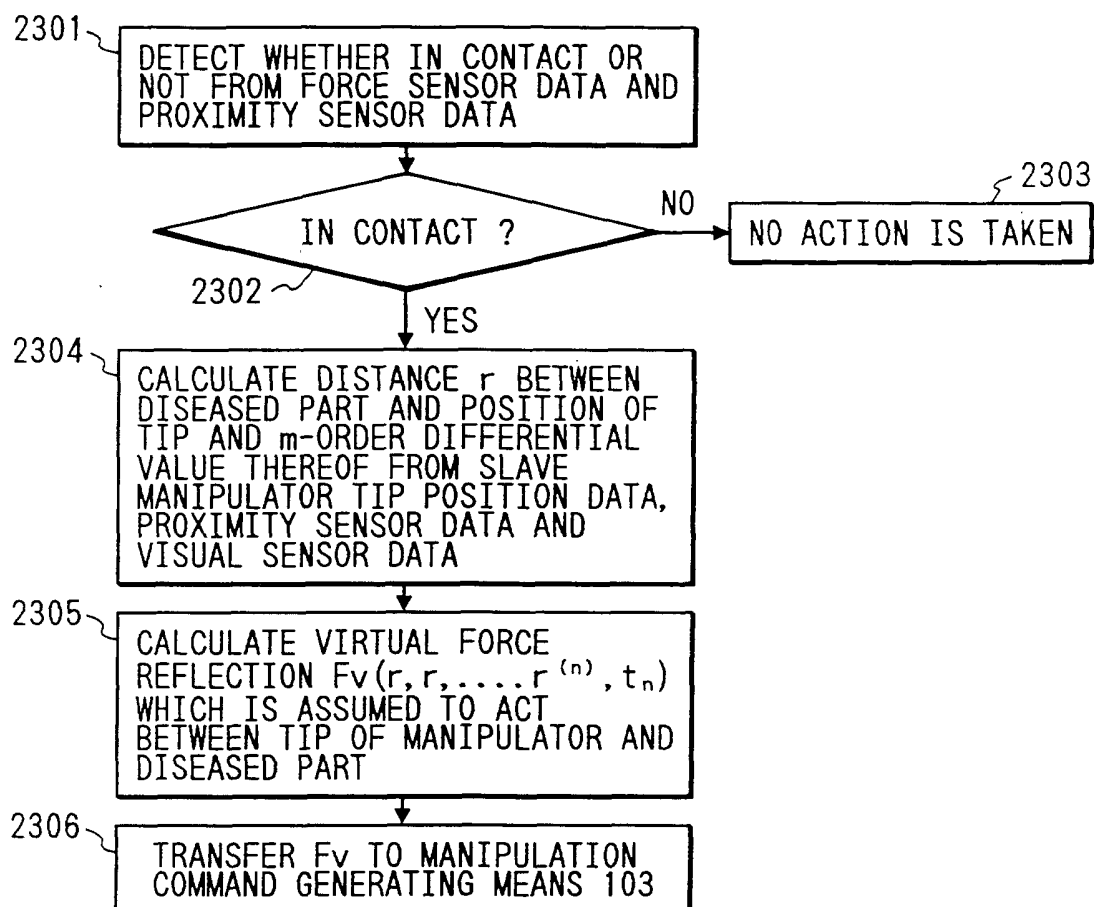 2301
DETECT WHETHER IN CONTACT OR
NOT FROM FORCE SENSOR DATA AND
PROXIMITY SENSOR DATA
IN CONTACT ?
2302
NO
2303
NO ACTION IS TAKEN
YES
2304
CALCULATE DISTANCE r BETWEEN
DISEASED PART AND POSITION OF
TIP AND m-ORDER DIFFERENTIAL
VALUE THEREOF FROM SLAVE
MANIPULATOR TIP POSITION DATA,
PROXIMITY SENSOR DATA AND
VISUAL SENSOR DATA
2305
CALCULATE VIRTUAL FORCE
REFLECTION Fv(r,r,....r⁽ⁿ⁾,tₙ)
WHICH IS ASSUMED TO ACT
BETWEEN TIP OF MANIPULATOR AND
DISEASED PART
2306
TRANSFER Fv TO MANIPULATION
COMMAND GENERATING MEANS 103